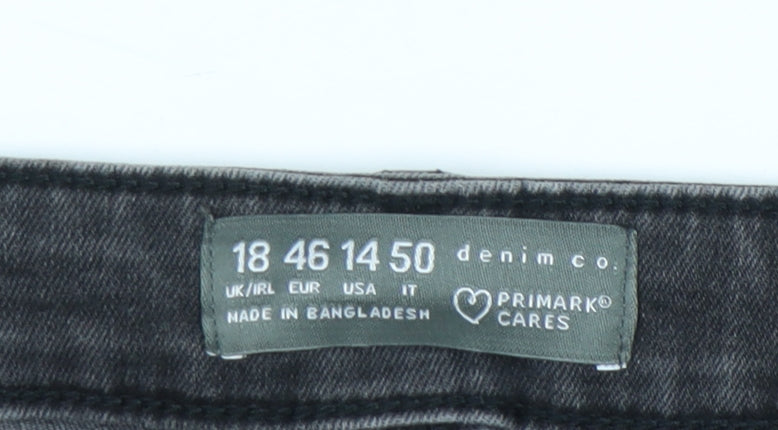 18 46 14 50 denim co.
UK/IRL EUR USA IT
MADE IN BANGLADESH
PRIMARK®
CARES